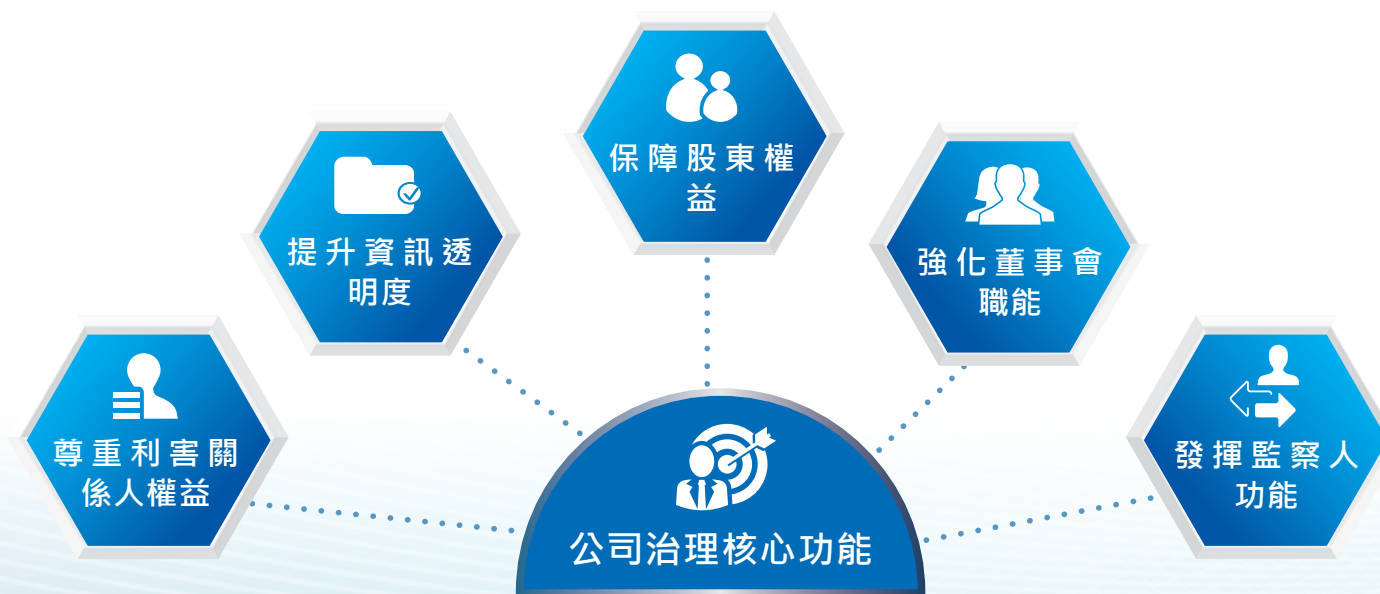 保障股東權
益
提升資訊透
明度
強化董事會
職能
尊重利害關
係人權益
發揮監察人
功能
公司治理核心功能